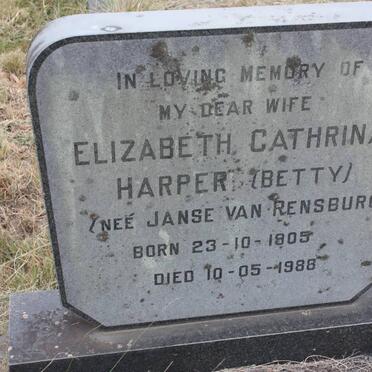 IN LOVING MEMORY OF
MY DEAR WIFE
ELIZABETH CATHRINA
HARPER (BETTY)
(NEÉ JANSE VAN RENSBURG
BORN 23-10-1905
DIED 10-05-1988